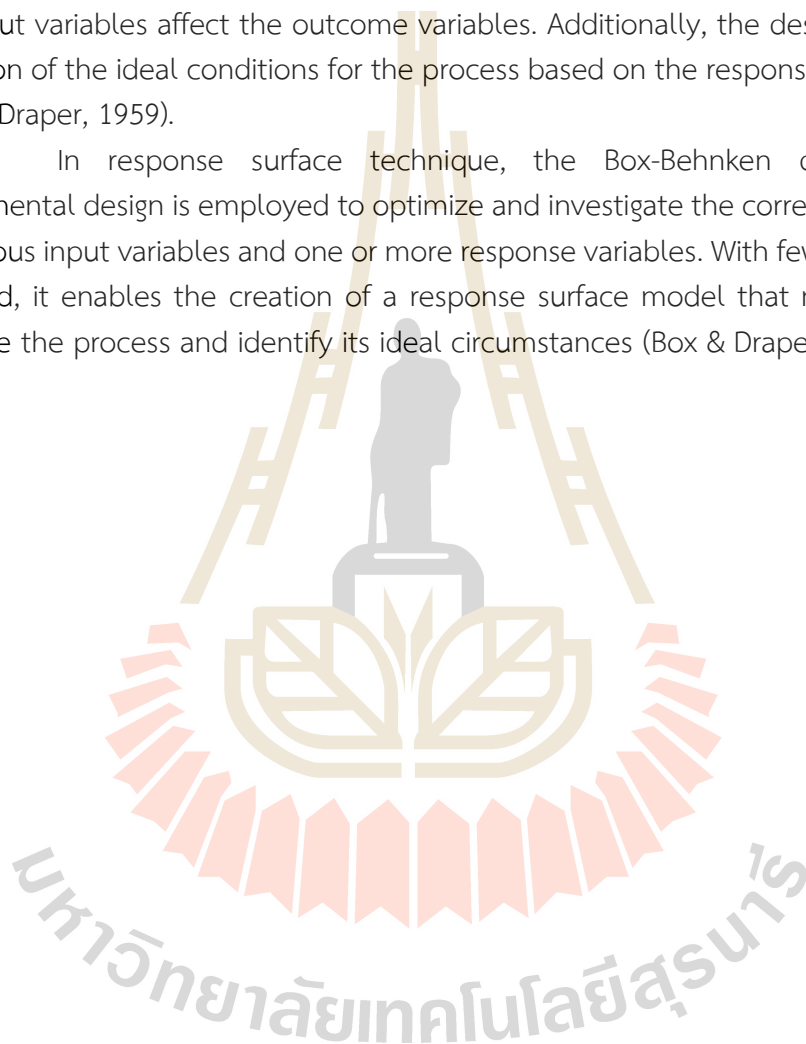 ut variables affect the outcome variables. Additionally, the des
on of the ideal conditions for the process based on the respons
Draper, 1959).
In response surface technique, the Box-Behnken
nental design is employed to optimize and investigate the corre
ous input variables and one or more response variables. With few
d, it enables the creation of a response surface model that
e the process and identify its ideal circumstances (Box & Drape
มหาวิทยาลัยเทคโนโลยีสุรนารี